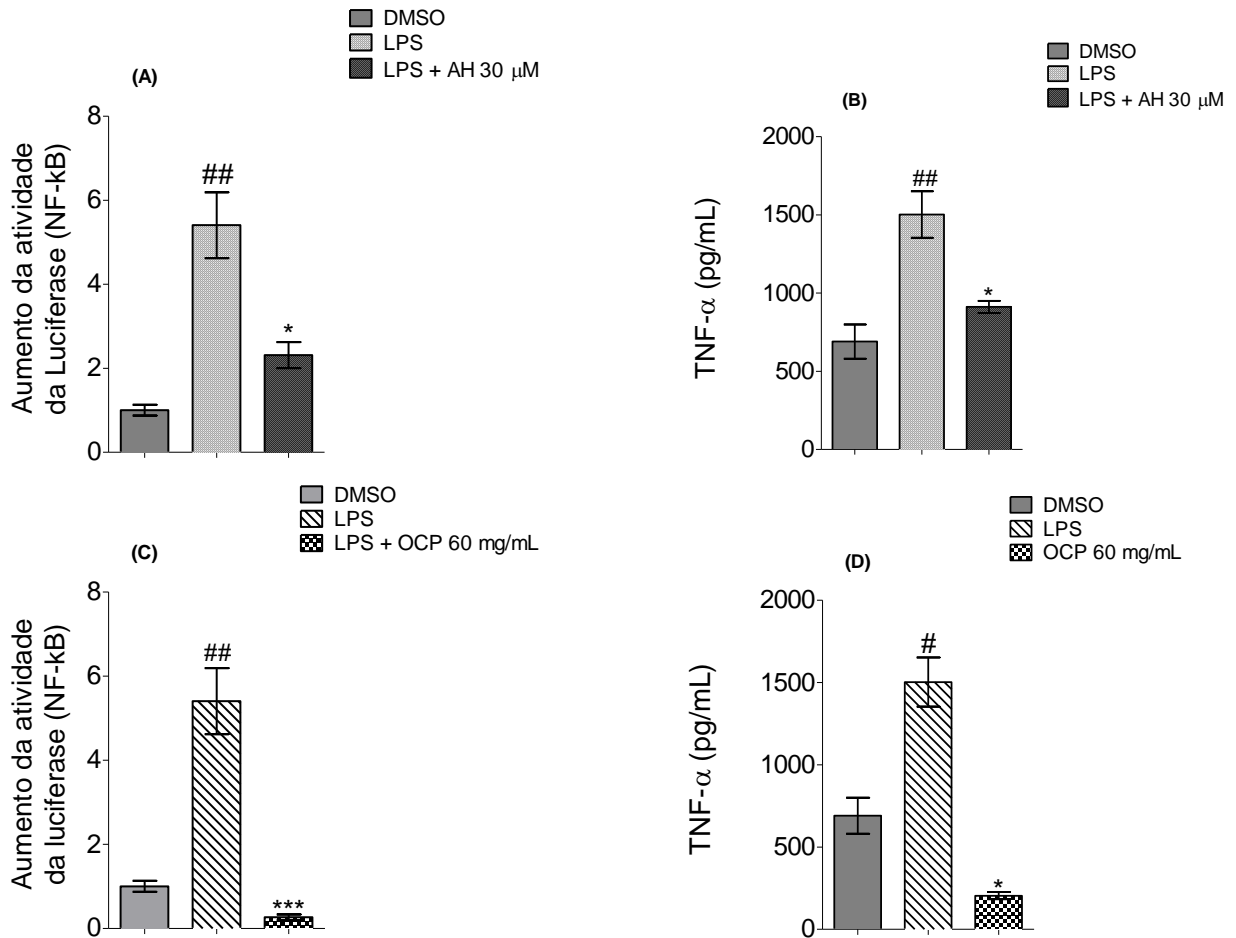 DMSO
LPS
LPS + AH 30 μM
(A)
8
6
4
2
0
Aumento da atividade
da Luciferase (NF-kB)
##
*
DMSO
LPS
LPS + AH 30 μM
(B)
2000
1500
1000
500
0
TNF-α (pg/mL)
##
*
DMSO
LPS
LPS + OCP 60 mg/mL
(C)
8
6
4
2
0
Aumento da atividade
da luciferase (NF-kB)
##
***
DMSO
LPS
OCP 60 mg/mL
(D)
2000
1500
1000
500
0
TNF-α (pg/mL)
#
*